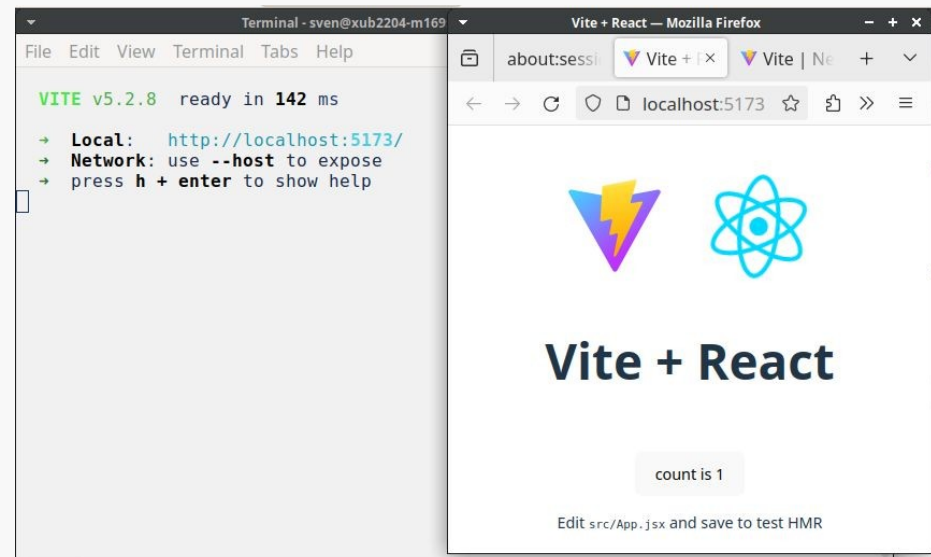 Terminal - sven@xub2204-m169
File Edit View Terminal Tabs Help
VITE v5.2.8 ready in 142 ms
➜ Local: http://localhost:5173/
➜ Network: use --host to expose
➜ press h + enter to show help
Vite + React — Mozilla Firefox
about:sessi Vite + Vite | Ne
localhost:5173
Vite + React
count is 1
Edit src/App.jsx and save to test HMR